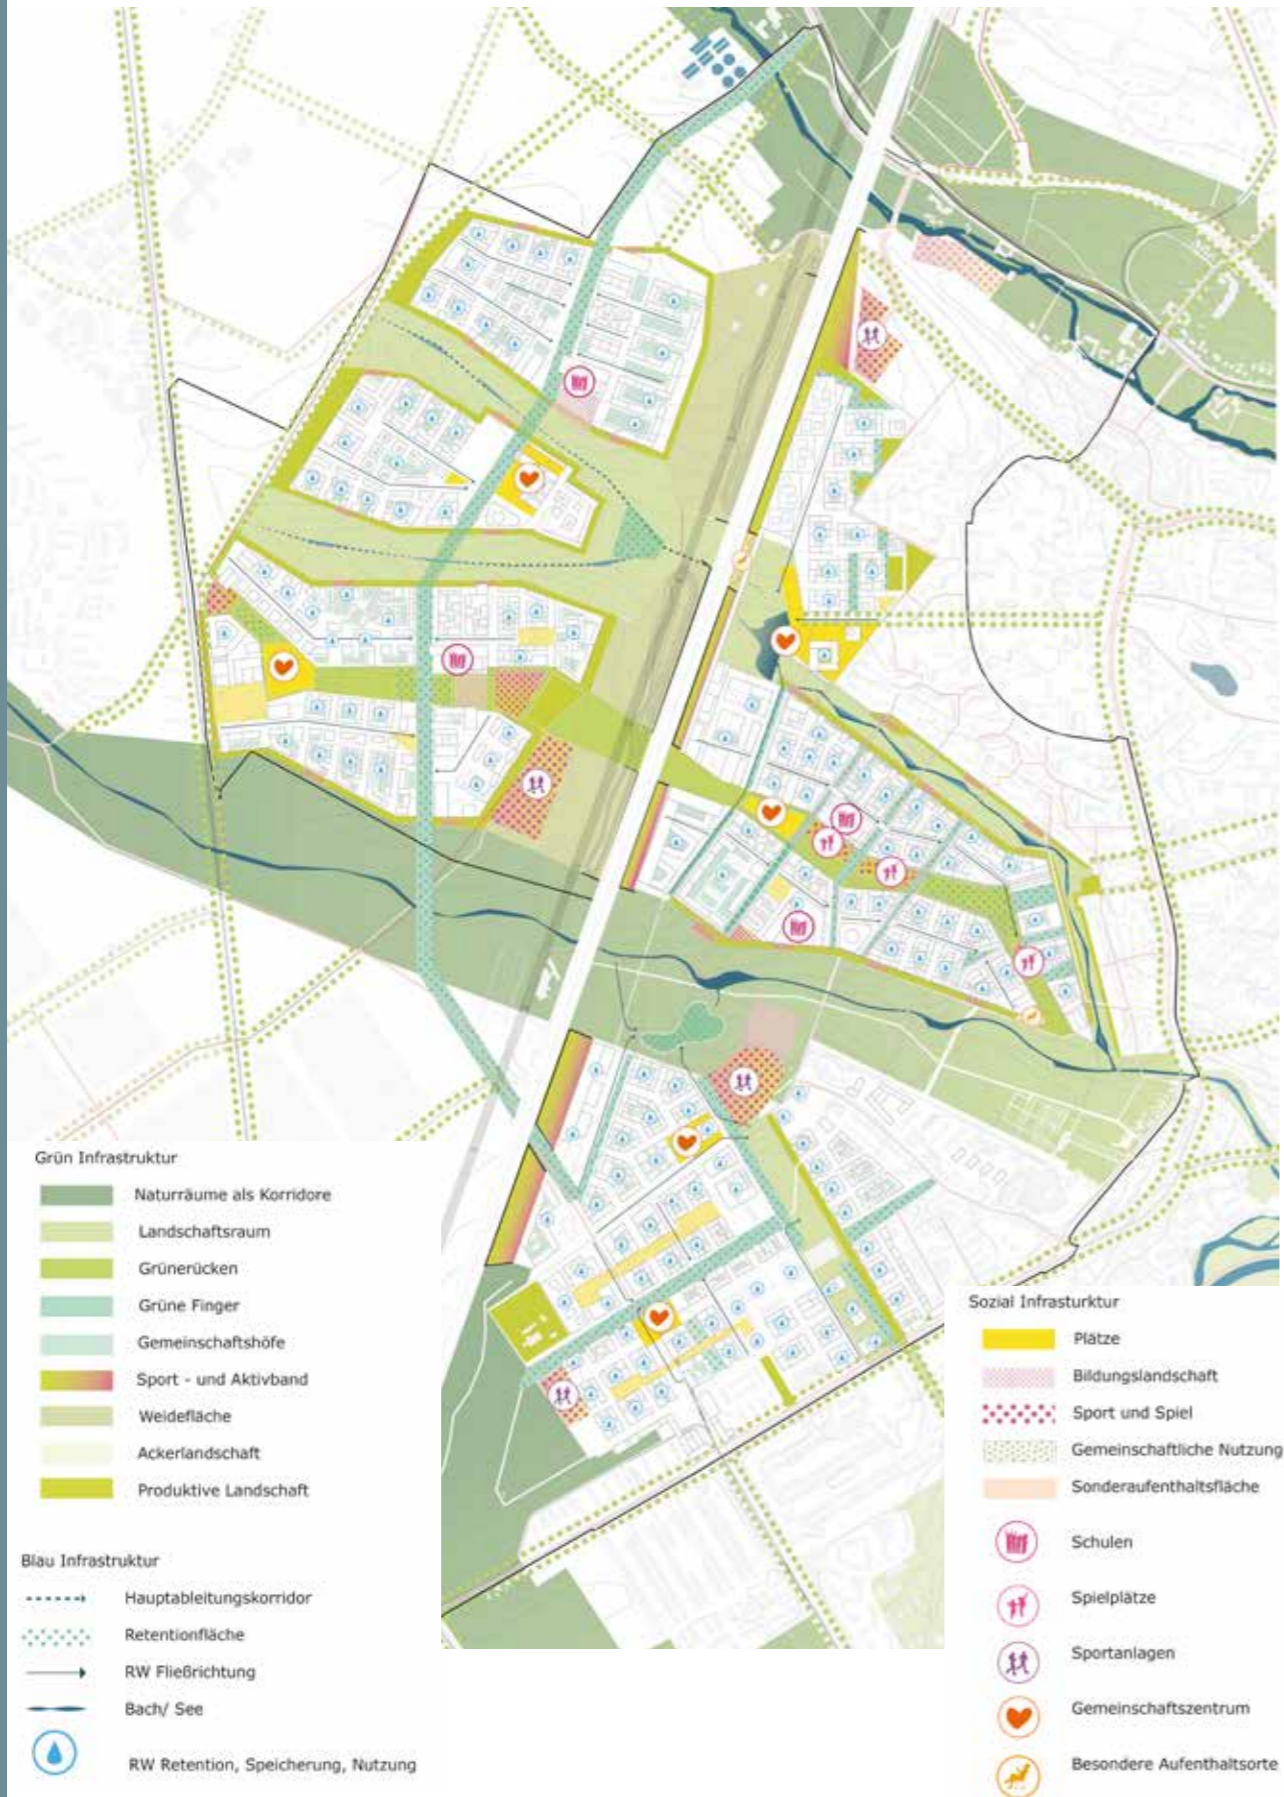 Grün Infrastruktur
Naturräume als Korridore
Landschaftsraum
Grünerücken
Grüne Finger
Gemeinschaftshöfe
Sport - und Aktivband
Weidefläche
Ackerlandschaft
Produktive Landschaft
Blau Infrastruktur
Hauptableitungskorridor
Retentionfläche
RW Fließrichtung
Bach/ See
RW Retention, Speicherung, Nutzung
Sozial Infrasturktur
Plätze
Bildungslandschaft
Sport und Spiel
Gemeinschaftliche Nutzung
Sonderaufenthaltsfläche
Schulen
Spielplätze
Sportanlagen
Gemeinschaftszentrum
Besondere Aufenthaltsorte